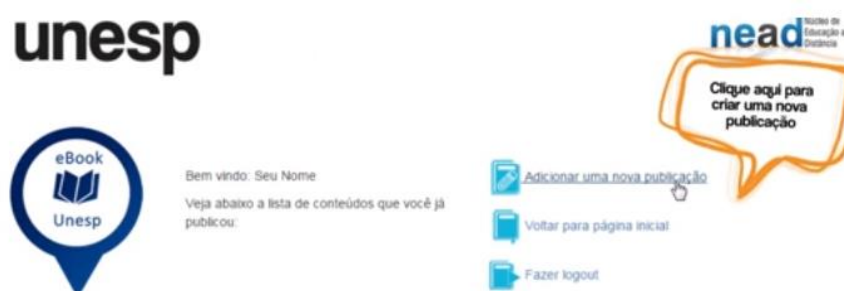 unesp
nead
Núcleo de
Educação a
Distância
Clique aqui para
criar uma nova
publicação
eBook
Unesp
Bem vindo: Seu Nome
Veja abaixo a lista de conteúdos que você já
publicou:
Adicionar uma nova publicação
Voltar para página inicial
Fazer logout